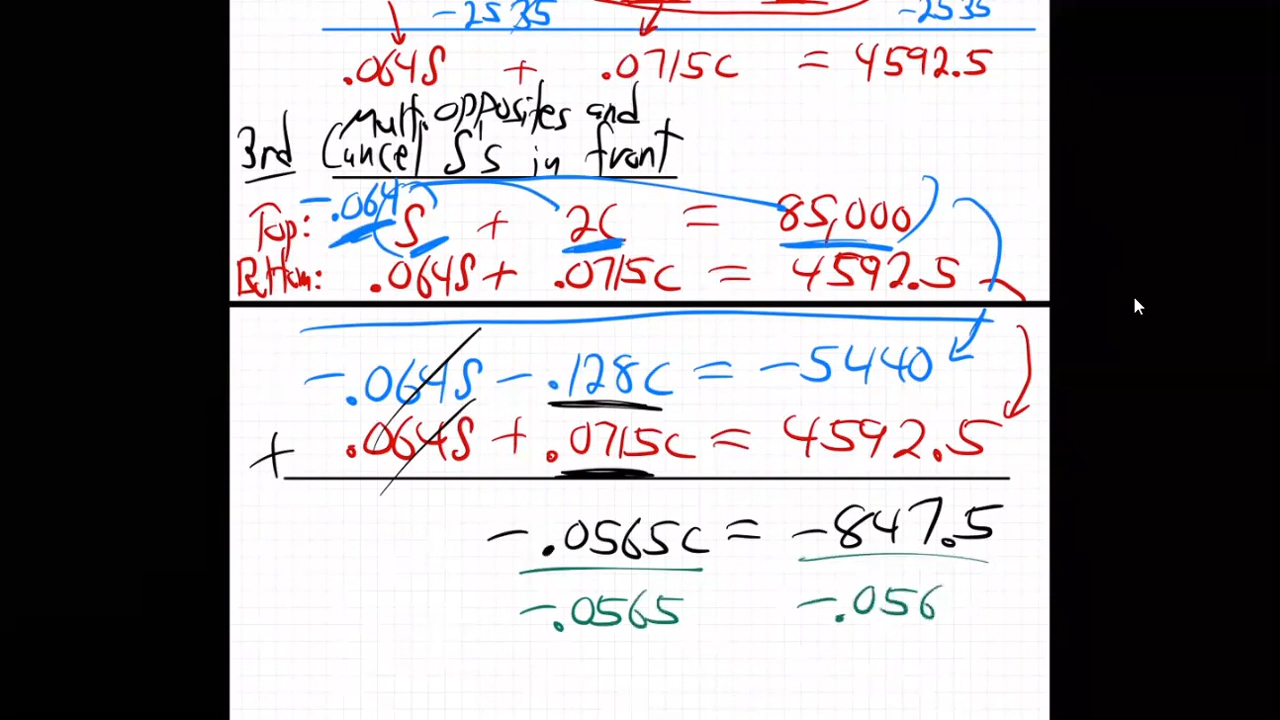 -2535 -2535
.064S + .0715C = 4592.5
Mult. opposites and
3rd Cancel S's in front
-.064
Top: S + 2C = 85,000
Bottom: .064S + .0715C = 4592.5
-.064S - .128C = -5440
+ .064S + .0715C = 4592.5
-.0565C = -847.5
-.0565 -.056